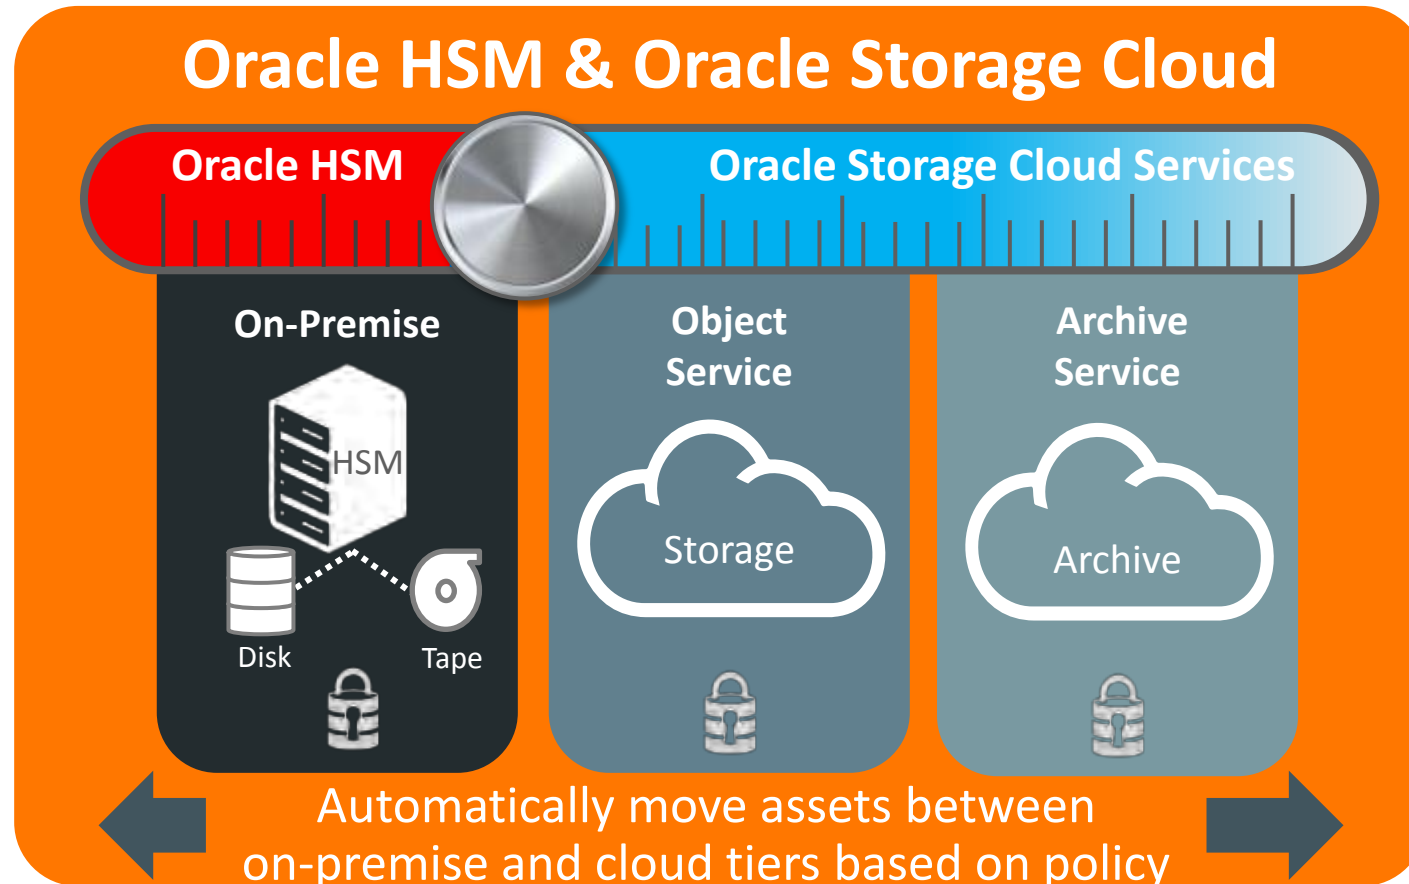 Oracle HSM & Oracle Storage Cloud
Oracle HSM
Oracle Storage Cloud Services
On-Premise
HSM
Disk
Tape
Object
Service
Storage
Archive
Service
Archive
Automatically move assets between
on-premise and cloud tiers based on policy